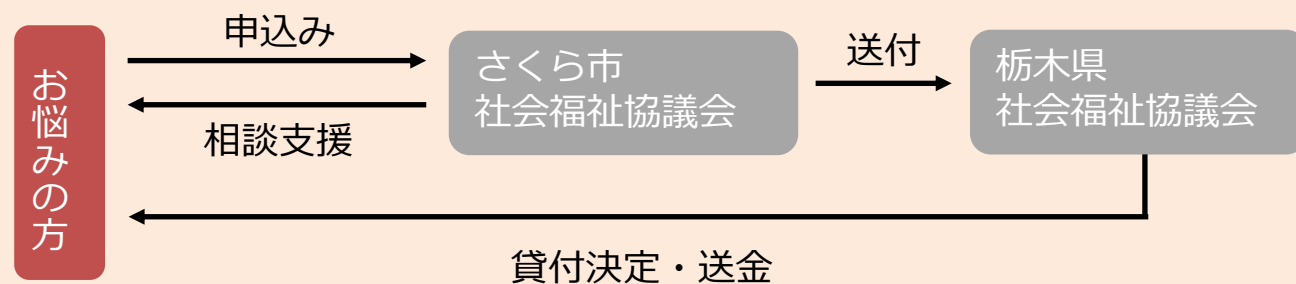 お悩みの方
申込み
相談支援
さくら市
社会福祉協議会
送付
栃木県
社会福祉協議会
貸付決定・送金